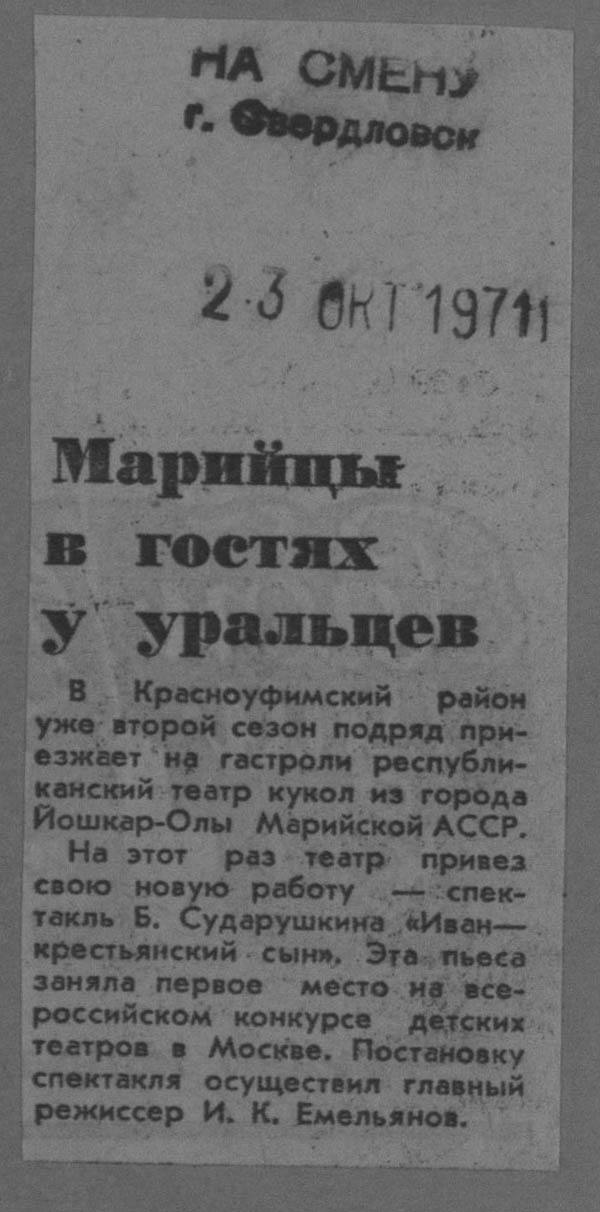 НА СМЕНУ
г. Свердловск
23 ОКТ 1971
Марийцы
в гостях
у уральцев
В Красноуфимский район
уже второй сезон подряд при-
езжает на гастроли республи-
канский театр кукол из города
Йошкар-Олы Марийской АССР.
На этот раз театр привез
свою новую работу — спек-
такль Б. Сударушкина «Иван—
крестьянский сын». Эта пьеса
заняла первое место на все-
российском конкурсе детских
театров в Москве. Постановку
спектакля осуществил главный
режиссер И. К. Емельянов.